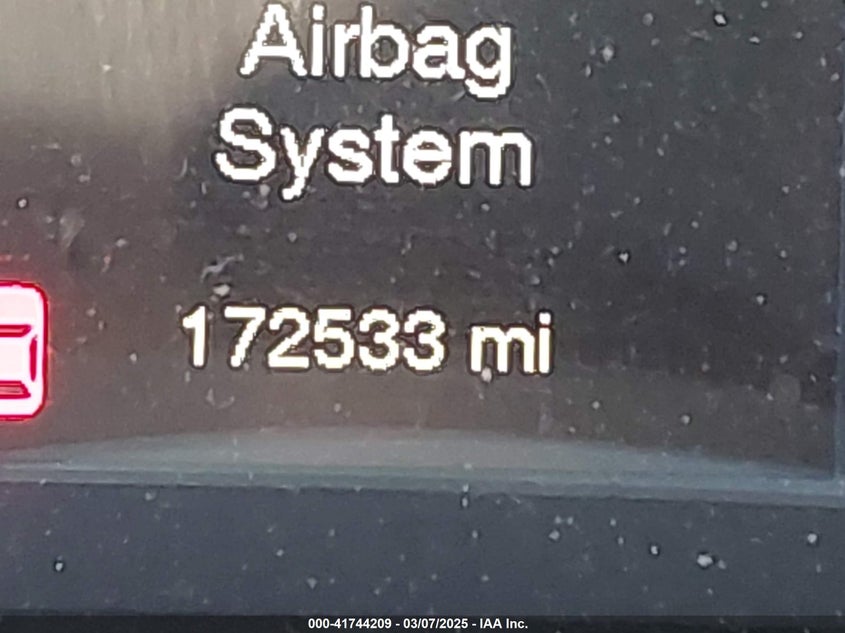 Airbag
System
172533 mi
000-41744209 - 03/07/2025 - IAA Inc.